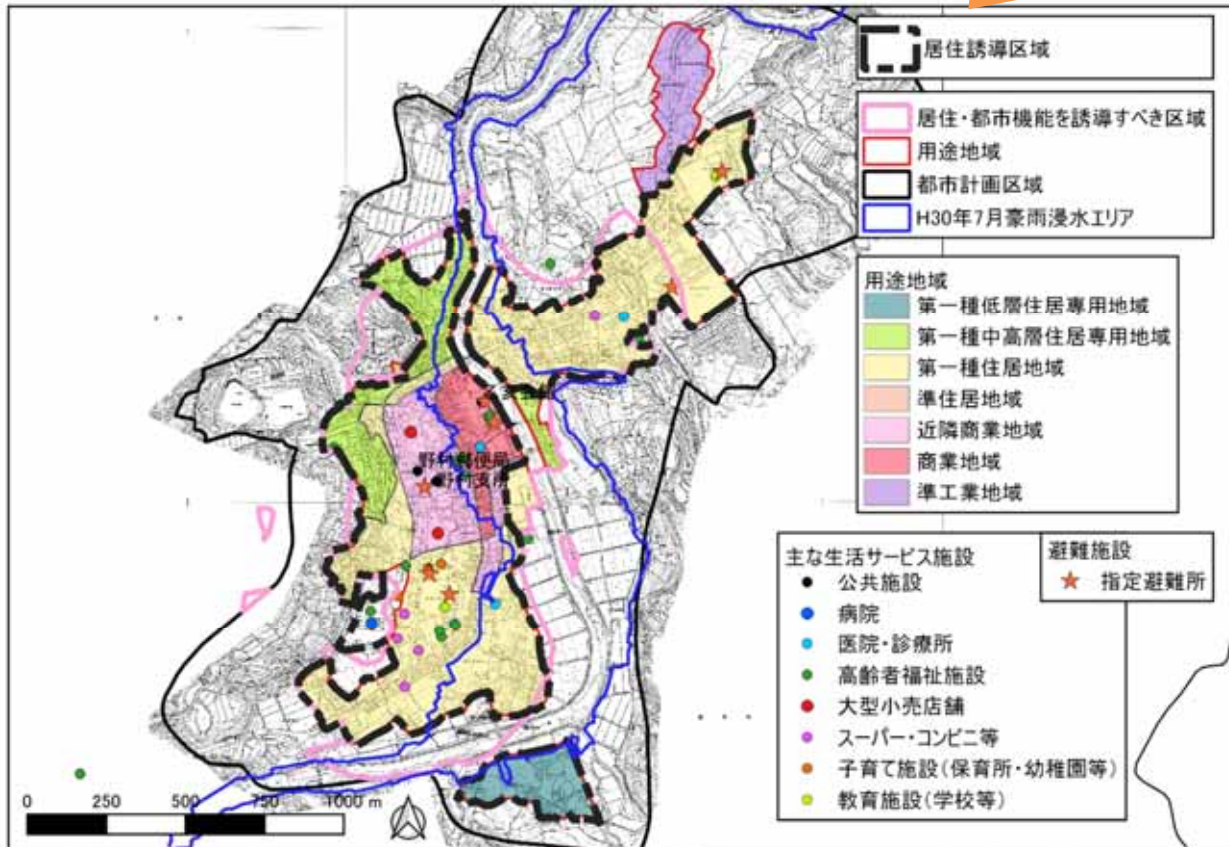 居住誘導区域
居住・都市機能を誘導すべき区域
用途地域
都市計画区域
H30年7月豪雨浸水エリア
用途地域
第一種低層住居専用地域
第一種中高層住居専用地域
第一種住居地域
準住居地域
近隣商業地域
商業地域
準工業地域
野村郵便局
野村支所
主な生活サービス施設
公共施設
病院
医院・診療所
高齢者福祉施設
大型小売店舗
スーパー・コンビニ等
子育て施設(保育所・幼稚園等)
教育施設(学校等)
避難施設
指定避難所
0 250 500 750 1000 m